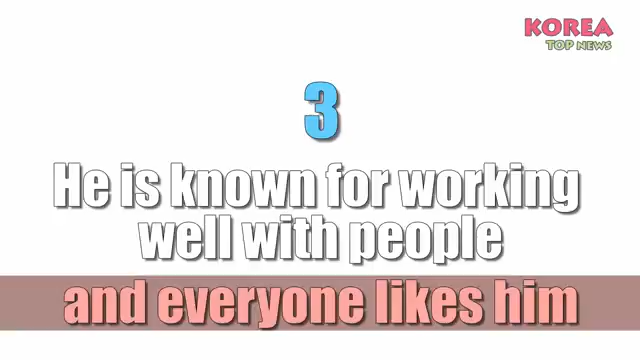 KOREA
TOP NEWS
3
He is known for working
well with people
and everyone likes him